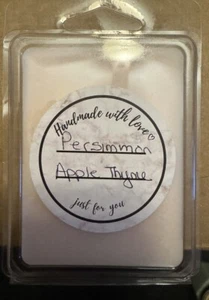 Handmade with love
Persimmon
Apple Thyme
just for you